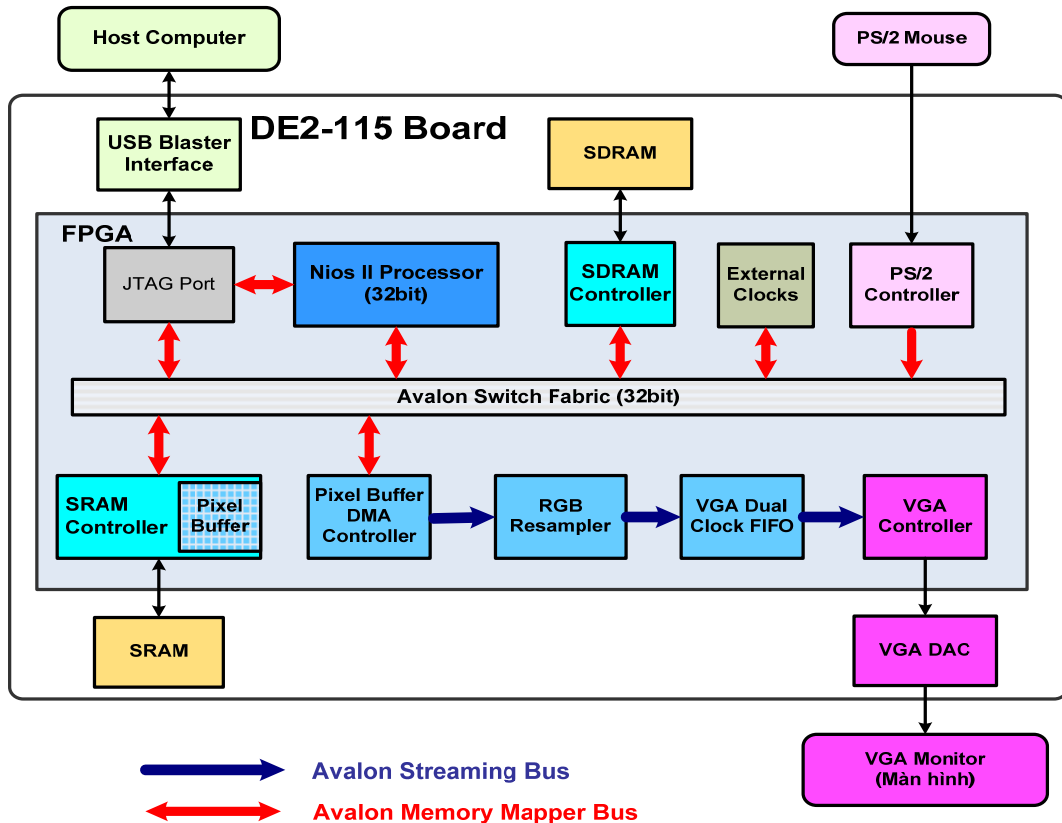 Host Computer
PS/2 Mouse
DE2-115 Board
USB Blaster
Interface
SDRAM
FPGA
JTAG Port
Nios II Processor
(32bit)
SDRAM
Controller
External
Clocks
PS/2
Controller
Avalon Switch Fabric (32bit)
SRAM
Controller
Pixel
Buffer
Pixel Buffer
DMA
Controller
RGB
Resampler
VGA Dual
Clock FIFO
VGA
Controller
SRAM
VGA DAC
VGA Monitor
(Màn hình)
Avalon Streaming Bus
Avalon Memory Mapper Bus